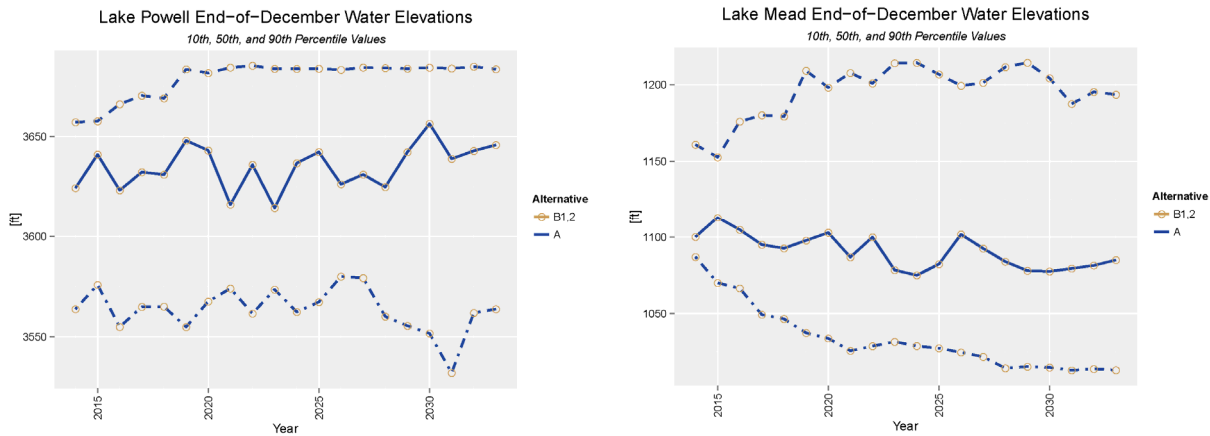 Lake Powell End−of−December Water Elevations
10th, 50th, and 90th Percentile Values
3650
3600
3550
[ft]
2015
2020
2025
2030
Year
Alternative
B1,2
A
Lake Mead End−of−December Water Elevations
10th, 50th, and 90th Percentile Values
1200
1150
1100
1050
[ft]
2015
2020
2025
2030
Year
Alternative
B1,2
A